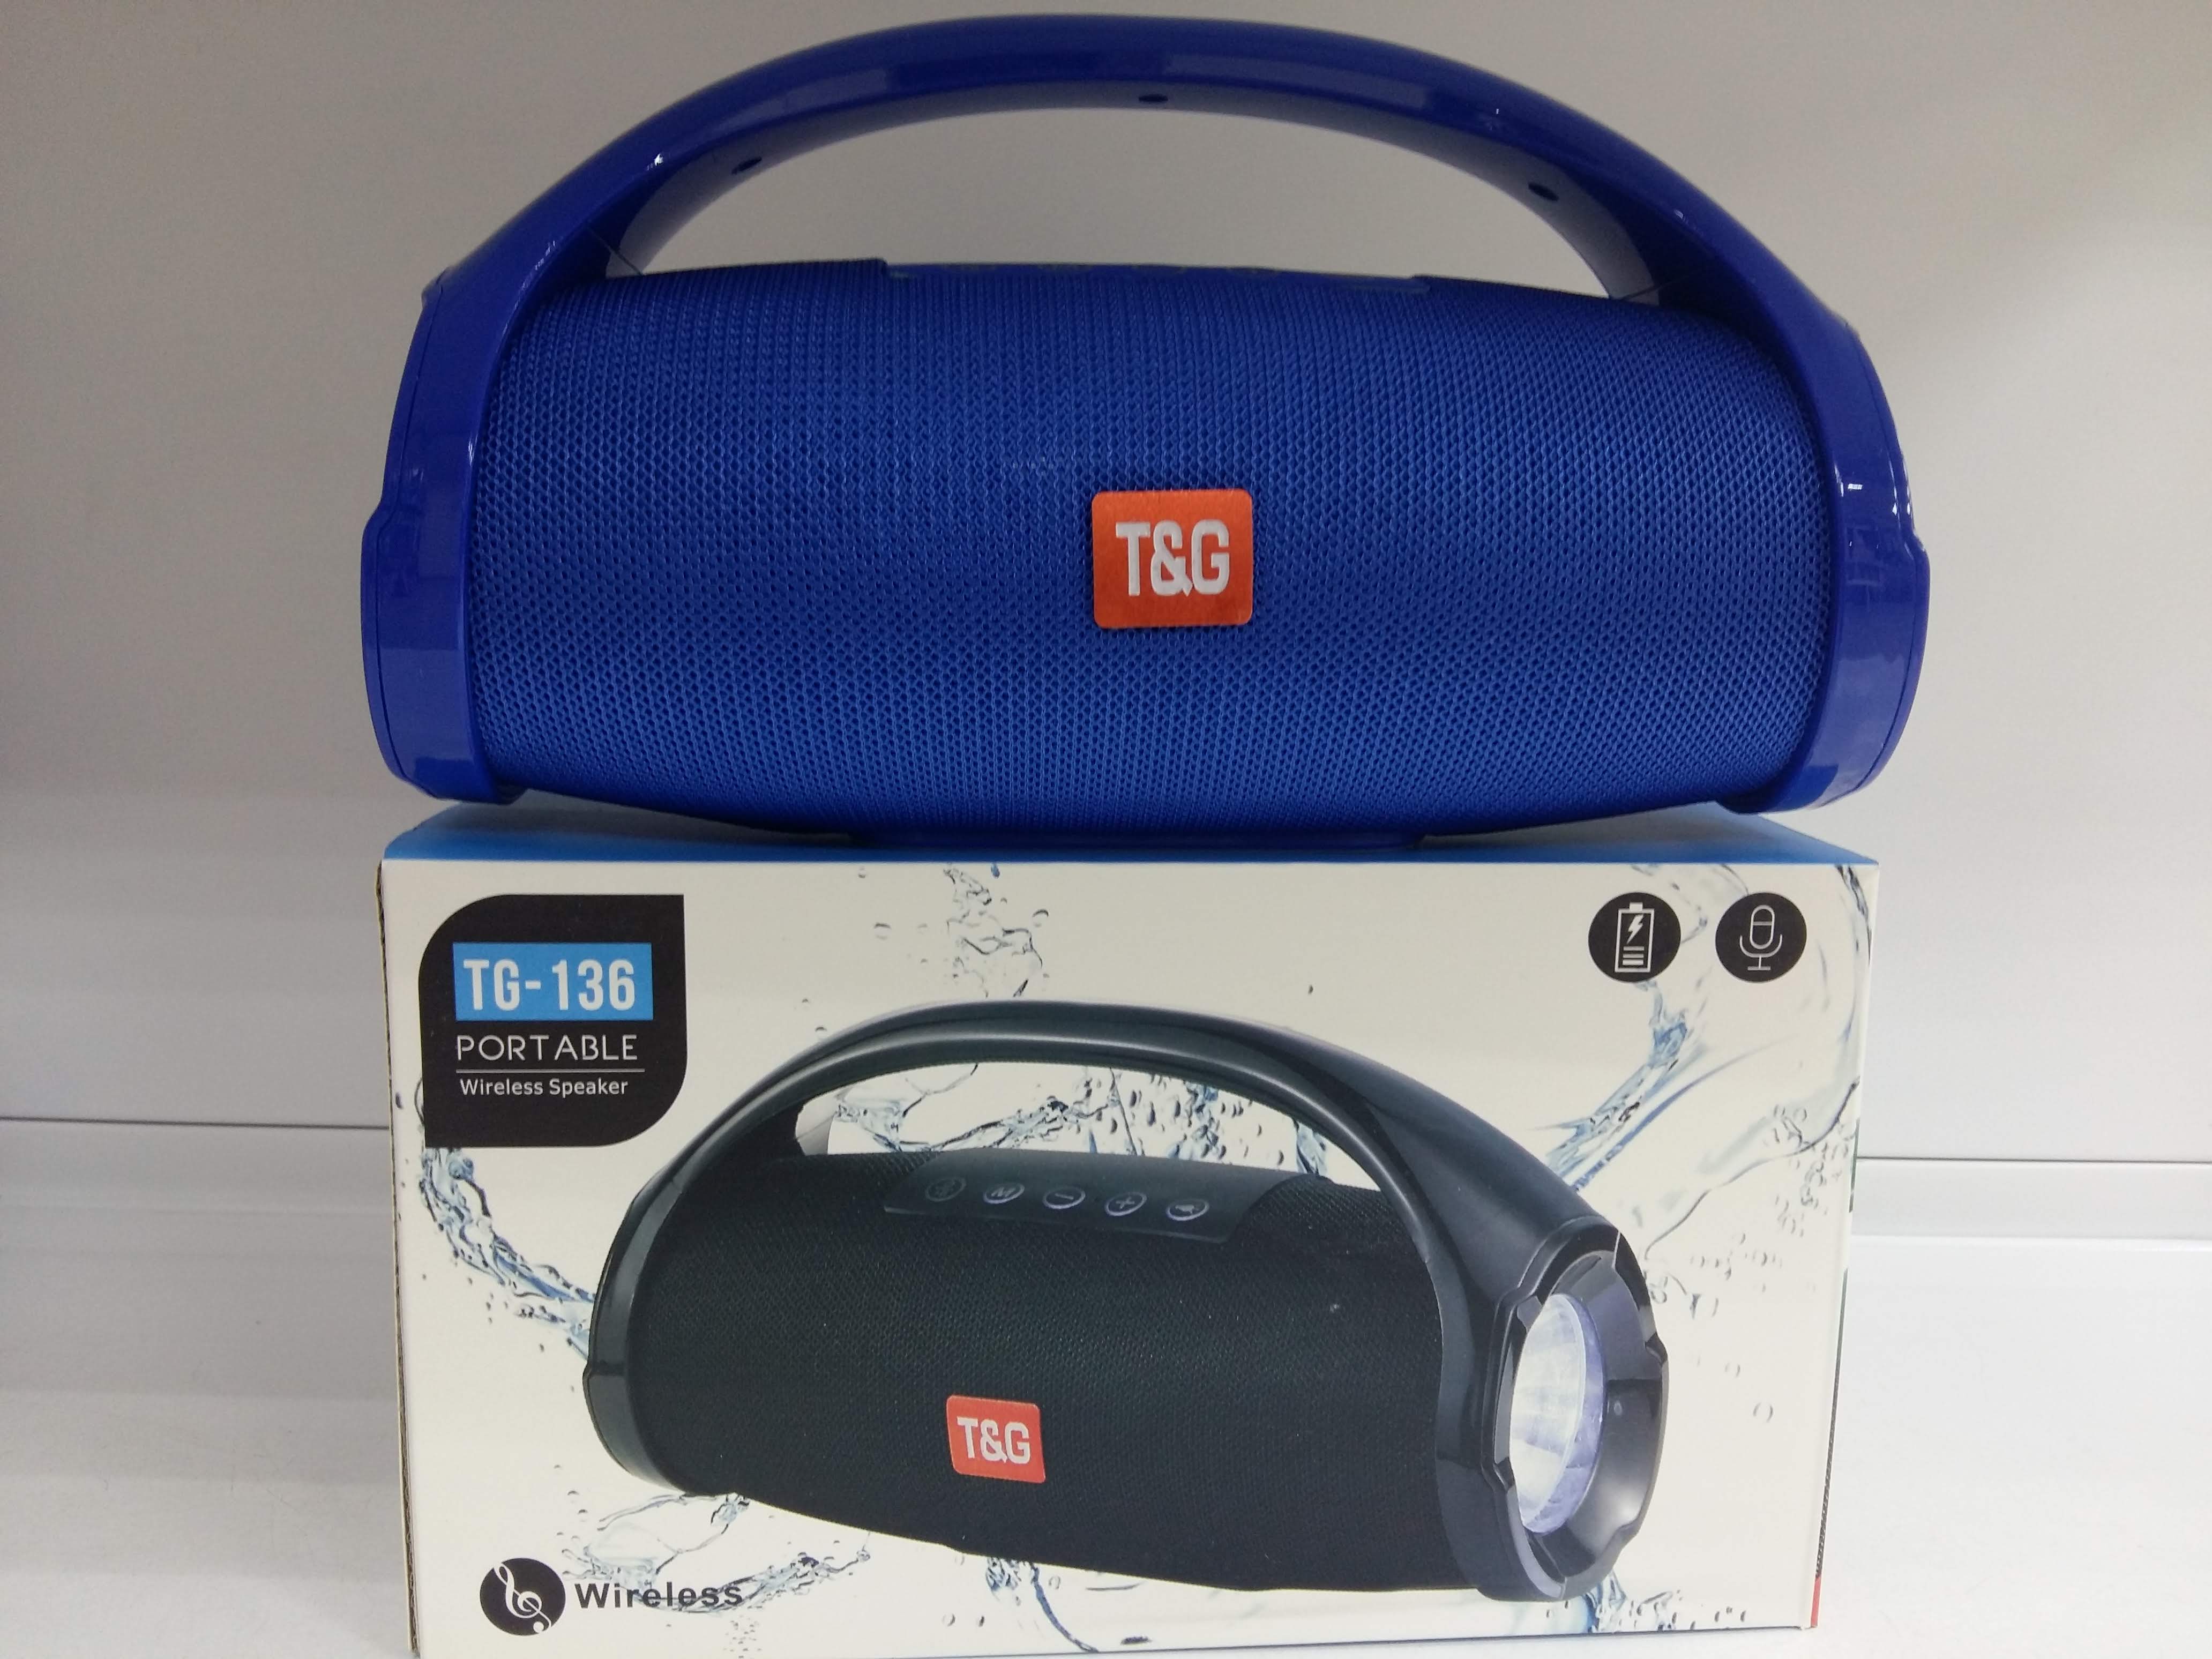 T&G
TG-136
PORTABLE
Wireless Speaker
M
T&G
Wireless